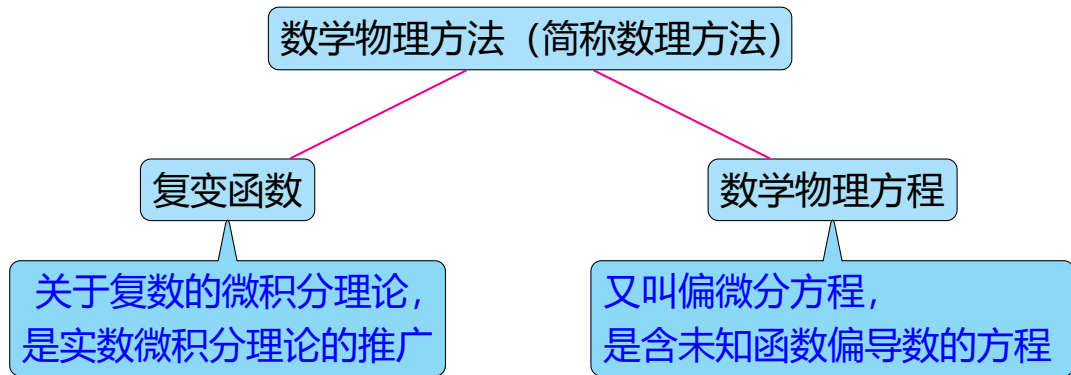 数学物理方法（简称数理方法）
复变函数
数学物理方程
关于复数的微积分理论，
是实数微积分理论的推广
又叫偏微分方程，
是含未知函数偏导数的方程